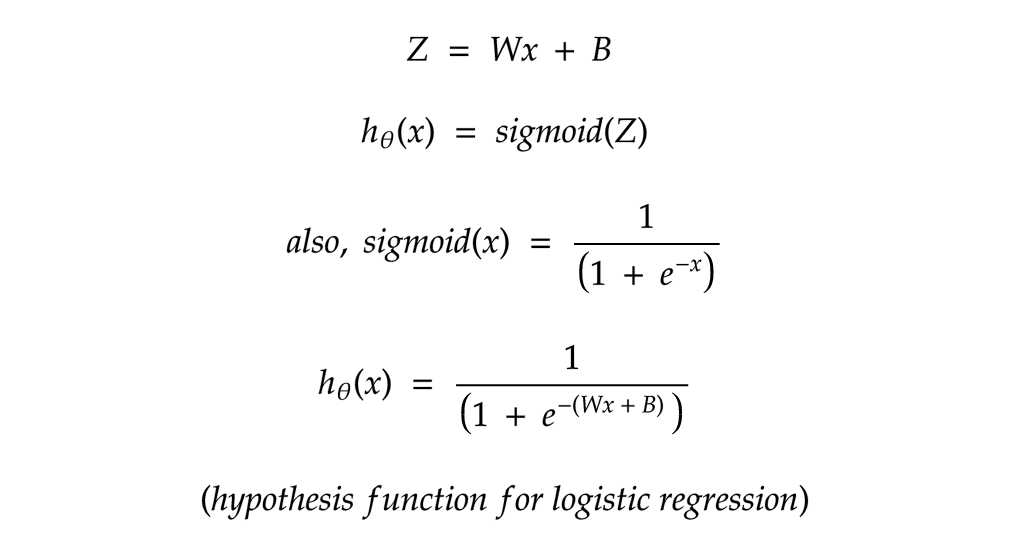 Z = Wx + B
hθ(x) = sigmoid(Z)
also, sigmoid(x) = 1 / (1 + e^−x)
hθ(x) = 1 / (1 + e^−(Wx + B))
(hypothesis function for logistic regression)